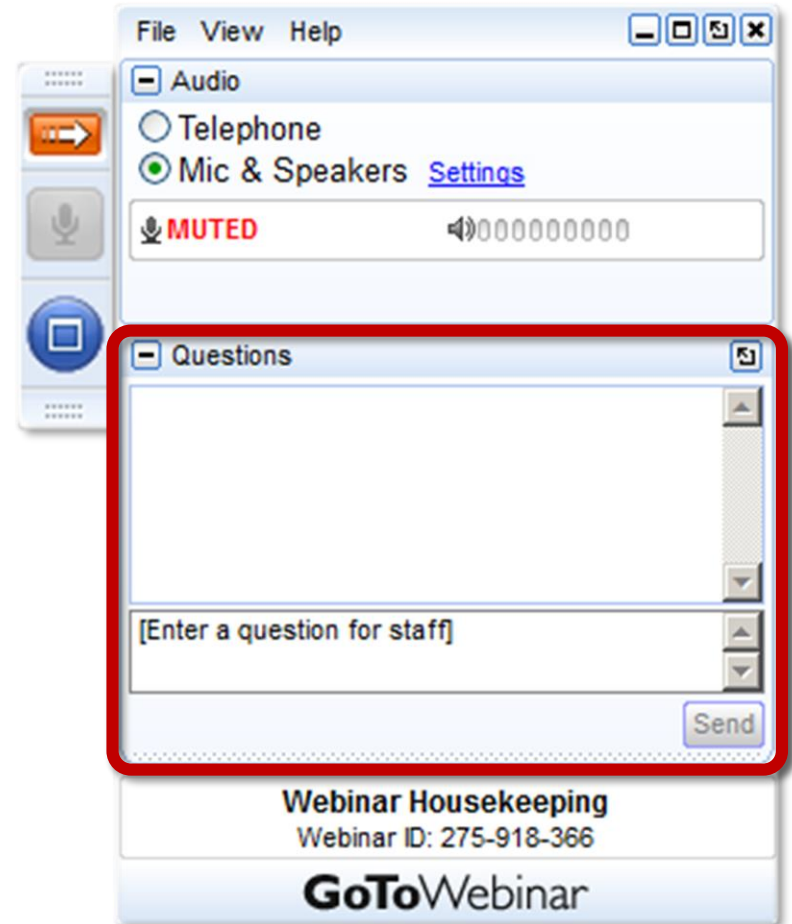 File View Help
Audio
Telephone
Mic & Speakers Settings
MUTED
Questions
[Enter a question for staff]
Send
Webinar Housekeeping
Webinar ID: 275-918-366
GoToWebinar